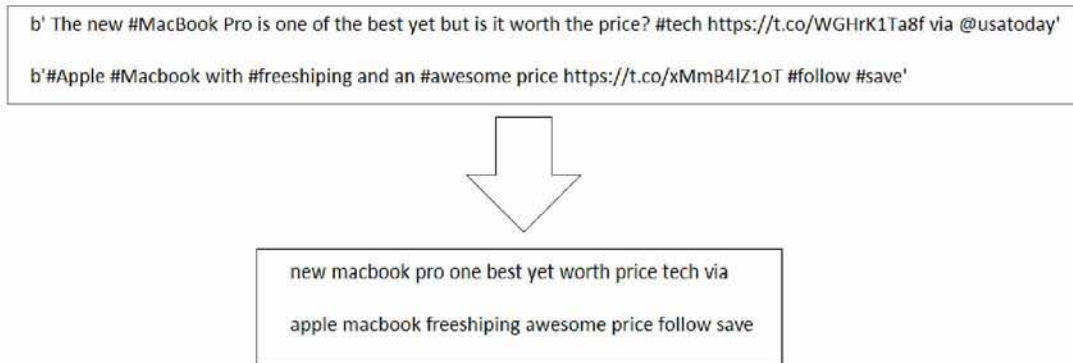 b' The new #MacBook Pro is one of the best yet but is it worth the price? #tech https://t.co/WGHrK1Ta8f via @usatoday'
b'#Apple #Macbook with #freeshiping and an #awesome price https://t.co/xMmB4lZ1oT #follow #save'
new macbook pro one best yet worth price tech via
apple macbook freeshiping awesome price follow save